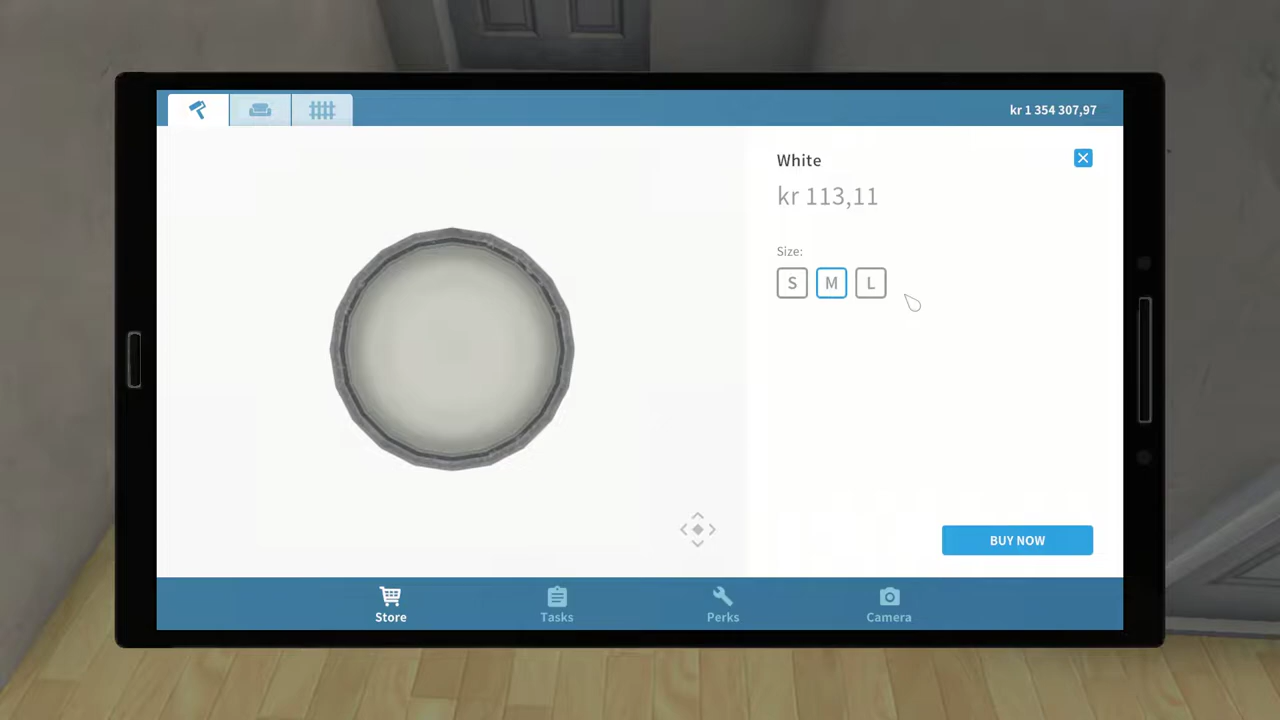 kr 1 354 307,97
White
kr 113,11
Size:
S M L
BUY NOW
Store Tasks Perks Camera